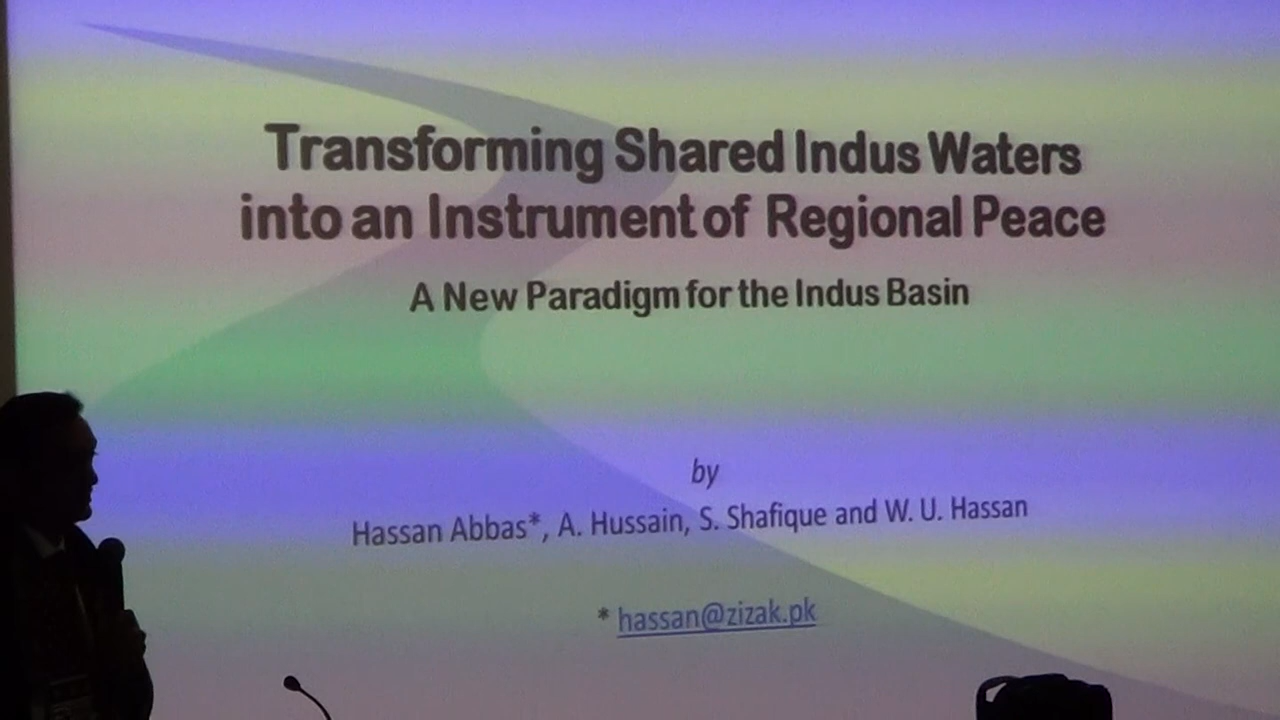 Transforming Shared Indus Waters
into an Instrument of Regional Peace
A New Paradigm for the Indus Basin
by
Hassan Abbas*, A. Hussain, S. Shafique and W. U. Hassan
* hassan@zizak.pk